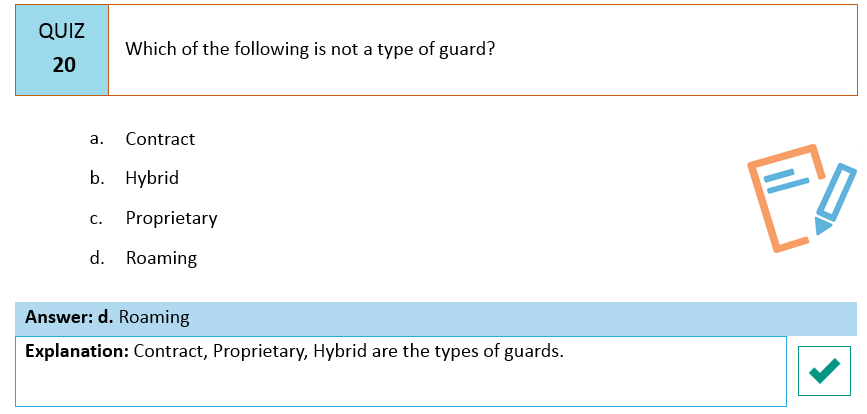 QUIZ
20
Which of the following is not a type of guard?
a. Contract
b. Hybrid
c. Proprietary
d. Roaming
Answer: d. Roaming
Explanation: Contract, Proprietary, Hybrid are the types of guards.